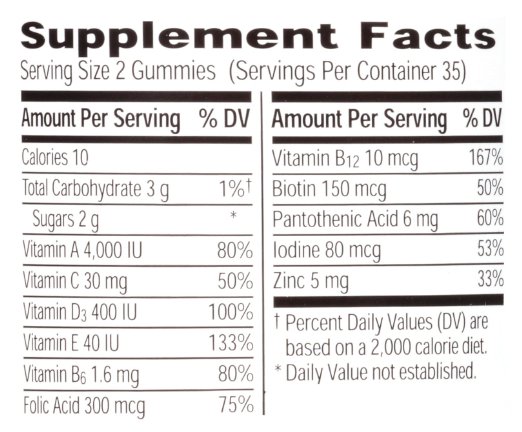 Supplement Facts
Serving Size 2 Gummies (Servings Per Container 35)
Amount Per Serving % DV
Calories 10
Total Carbohydrate 3 g 1%†
Sugars 2 g *
Vitamin A 4,000 IU 80%
Vitamin C 30 mg 50%
Vitamin D3 400 IU 100%
Vitamin E 40 IU 133%
Vitamin B6 1.6 mg 80%
Folic Acid 300 mcg 75%
Amount Per Serving % DV
Vitamin B12 10 mcg 167%
Biotin 150 mcg 50%
Pantothenic Acid 6 mg 60%
Iodine 80 mcg 53%
Zinc 5 mg 33%
† Percent Daily Values (DV) are
based on a 2,000 calorie diet.
* Daily Value not established.